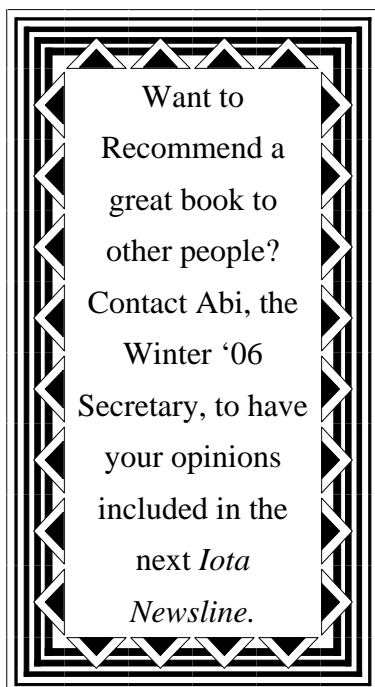 Want to
Recommend a
great book to
other people?
Contact Abi, the
Winter ‘06
Secretary, to have
your opinions
included in the
next Iota
Newsline.